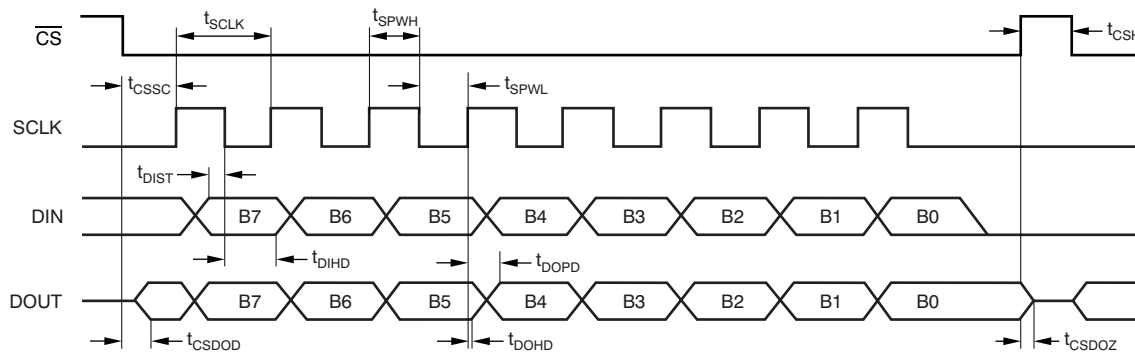 tSCLK
tSPWH
CS
tCSH
tCSSC
tSPWL
SCLK
tDIST
DIN B7 B6 B5 B4 B3 B2 B1 B0
tDIHD
tDOPD
DOUT B7 B6 B5 B4 B3 B2 B1 B0
tCSDOD
tDOHD
tCSDOZ